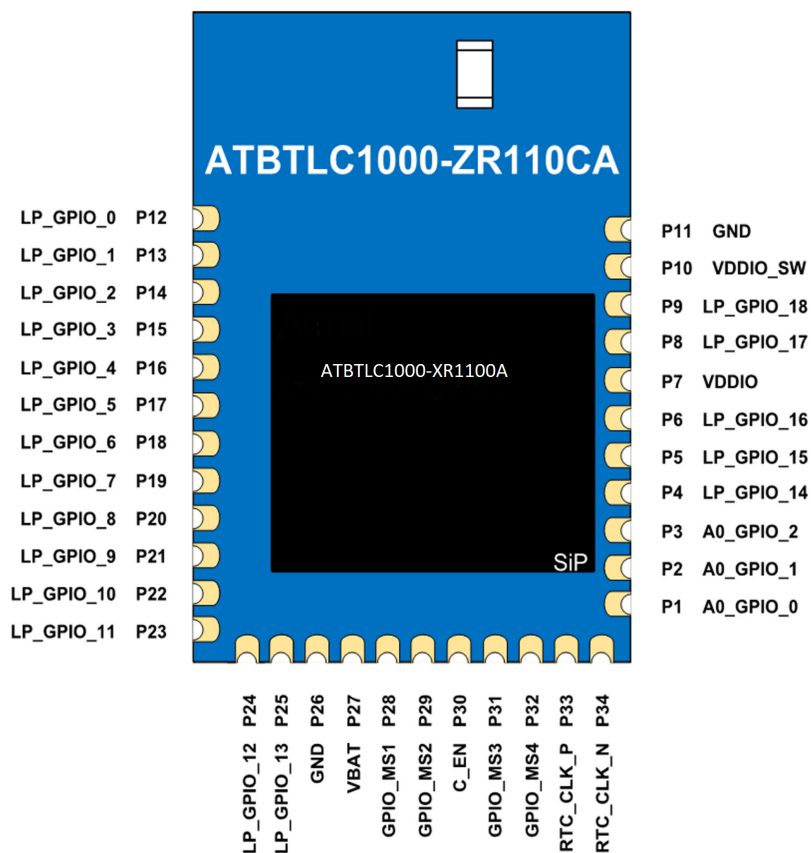 ATBTLC1000-ZR110CA
LP_GPIO_0 P12
LP_GPIO_1 P13
LP_GPIO_2 P14
LP_GPIO_3 P15
LP_GPIO_4 P16
LP_GPIO_5 P17
LP_GPIO_6 P18
LP_GPIO_7 P19
LP_GPIO_8 P20
LP_GPIO_9 P21
LP_GPIO_10 P22
LP_GPIO_11 P23
ATBTLC1000-XR1100A
SiP
P11 GND
P10 VDDIO_SW
P9 LP_GPIO_18
P8 LP_GPIO_17
P7 VDDIO
P6 LP_GPIO_16
P5 LP_GPIO_15
P4 LP_GPIO_14
P3 A0_GPIO_2
P2 A0_GPIO_1
P1 A0_GPIO_0
LP_GPIO_12 P24
LP_GPIO_13 P25
GND P26
VBAT P27
GPIO_MS1 P28
GPIO_MS2 P29
C_EN P30
GPIO_MS3 P31
GPIO_MS4 P32
RTC_CLK_P P33
RTC_CLK_N P34